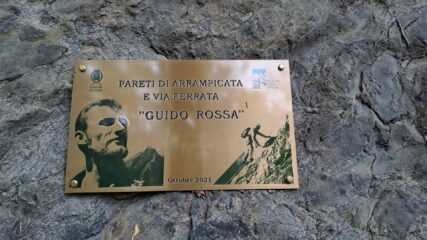 PARETI DI ARRAMPICATA
E VIA FERRATA
"GUIDO ROSSA"
Ottobre 2021